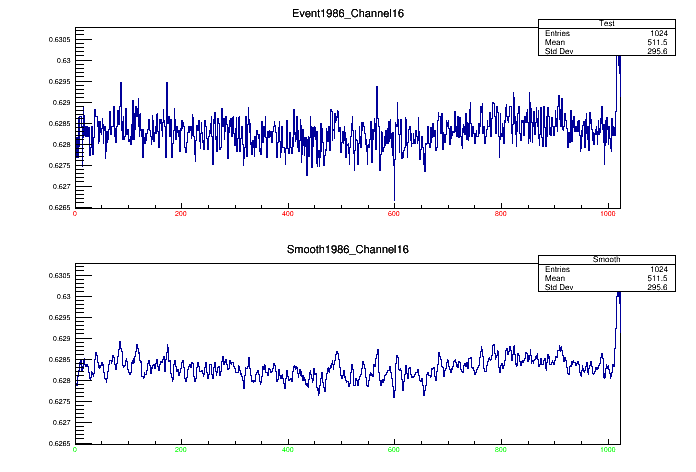 Event1986_Channel16
Test
Entries 1024
Mean 511.5
Std Dev 295.6
0.6305
0.63
0.6295
0.629
0.6285
0.628
0.6275
0.627
0.6265
0 200 400 600 800 1000
Smooth1986_Channel16
Smooth
Entries 1024
Mean 511.5
Std Dev 295.6
0.6305
0.63
0.6295
0.629
0.6285
0.628
0.6275
0.627
0.6265
0 200 400 600 800 1000